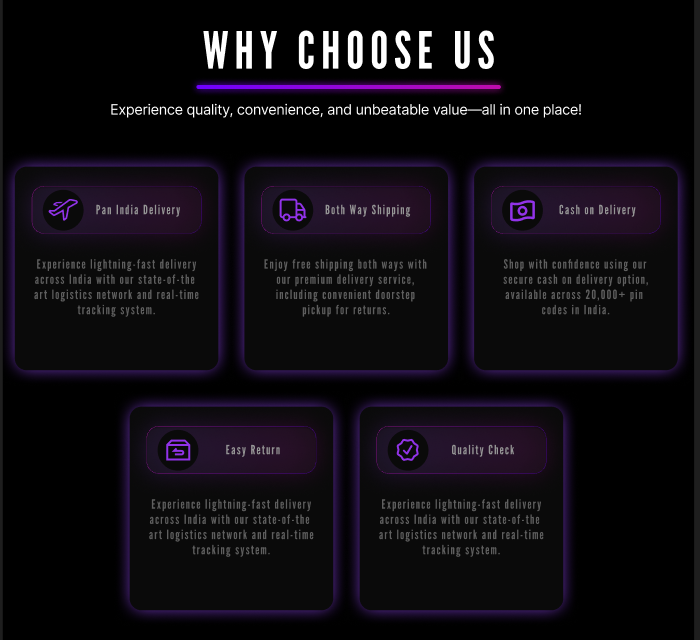 WHY CHOOSE US
Experience quality, convenience, and unbeatable value—all in one place!
Pan India Delivery
Experience lightning-fast delivery
across India with our state-of-the
art logistics network and real-time
tracking system.
Both Way Shipping
Enjoy free shipping both ways with
our premium delivery service,
including convenient doorstep
pickup for returns.
Cash on Delivery
Shop with confidence using our
secure cash on delivery option,
available across 20,000+ pin
codes in India.
Easy Return
Experience lightning-fast delivery
across India with our state-of-the
art logistics network and real-time
tracking system.
Quality Check
Experience lightning-fast delivery
across India with our state-of-the
art logistics network and real-time
tracking system.